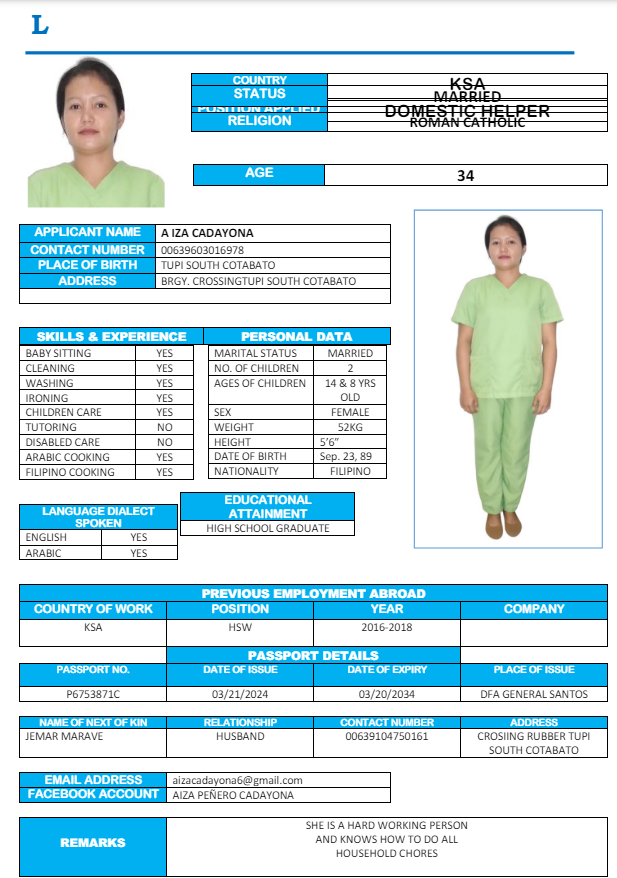 L
COUNTRY KSA
STATUS MARRIED
POSITION APPLIED DOMESTIC HELPER
RELIGION ROMAN CATHOLIC
AGE 34
APPLICANT NAME A IZA CADAYONA
CONTACT NUMBER 00639603016978
PLACE OF BIRTH TUPI SOUTH COTABATO
ADDRESS BRGY. CROSSINGTUPI SOUTH COTABATO
SKILLS & EXPERIENCE
BABY SITTING YES
CLEANING YES
WASHING YES
IRONING YES
CHILDREN CARE YES
TUTORING NO
DISABLED CARE NO
ARABIC COOKING YES
FILIPINO COOKING YES
PERSONAL DATA
MARITAL STATUS MARRIED
NO. OF CHILDREN 2
AGES OF CHILDREN 14 & 8 YRS
OLD
SEX FEMALE
WEIGHT 52KG
HEIGHT 5’6”
DATE OF BIRTH Sep. 23, 89
NATIONALITY FILIPINO
LANGUAGE DIALECT
SPOKEN
ENGLISH YES
ARABIC YES
EDUCATIONAL
ATTAINMENT
HIGH SCHOOL GRADUATE
PREVIOUS EMPLOYMENT ABROAD
COUNTRY OF WORK POSITION YEAR COMPANY
KSA HSW 2016-2018
PASSPORT DETAILS
PASSPORT NO. DATE OF ISSUE DATE OF EXPIRY PLACE OF ISSUE
P6753871C 03/21/2024 03/20/2034 DFA GENERAL SANTOS
NAME OF NEXT OF KIN RELATIONSHIP CONTACT NUMBER ADDRESS
JEMAR MARAVE HUSBAND 00639104750161 CROSIING RUBBER TUPI
SOUTH COTABATO
EMAIL ADDRESS aizacadayona6@gmail.com
FACEBOOK ACCOUNT AIZA PEÑERO CADAYONA
REMARKS
SHE IS A HARD WORKING PERSON
AND KNOWS HOW TO DO ALL
HOUSEHOLD CHORES